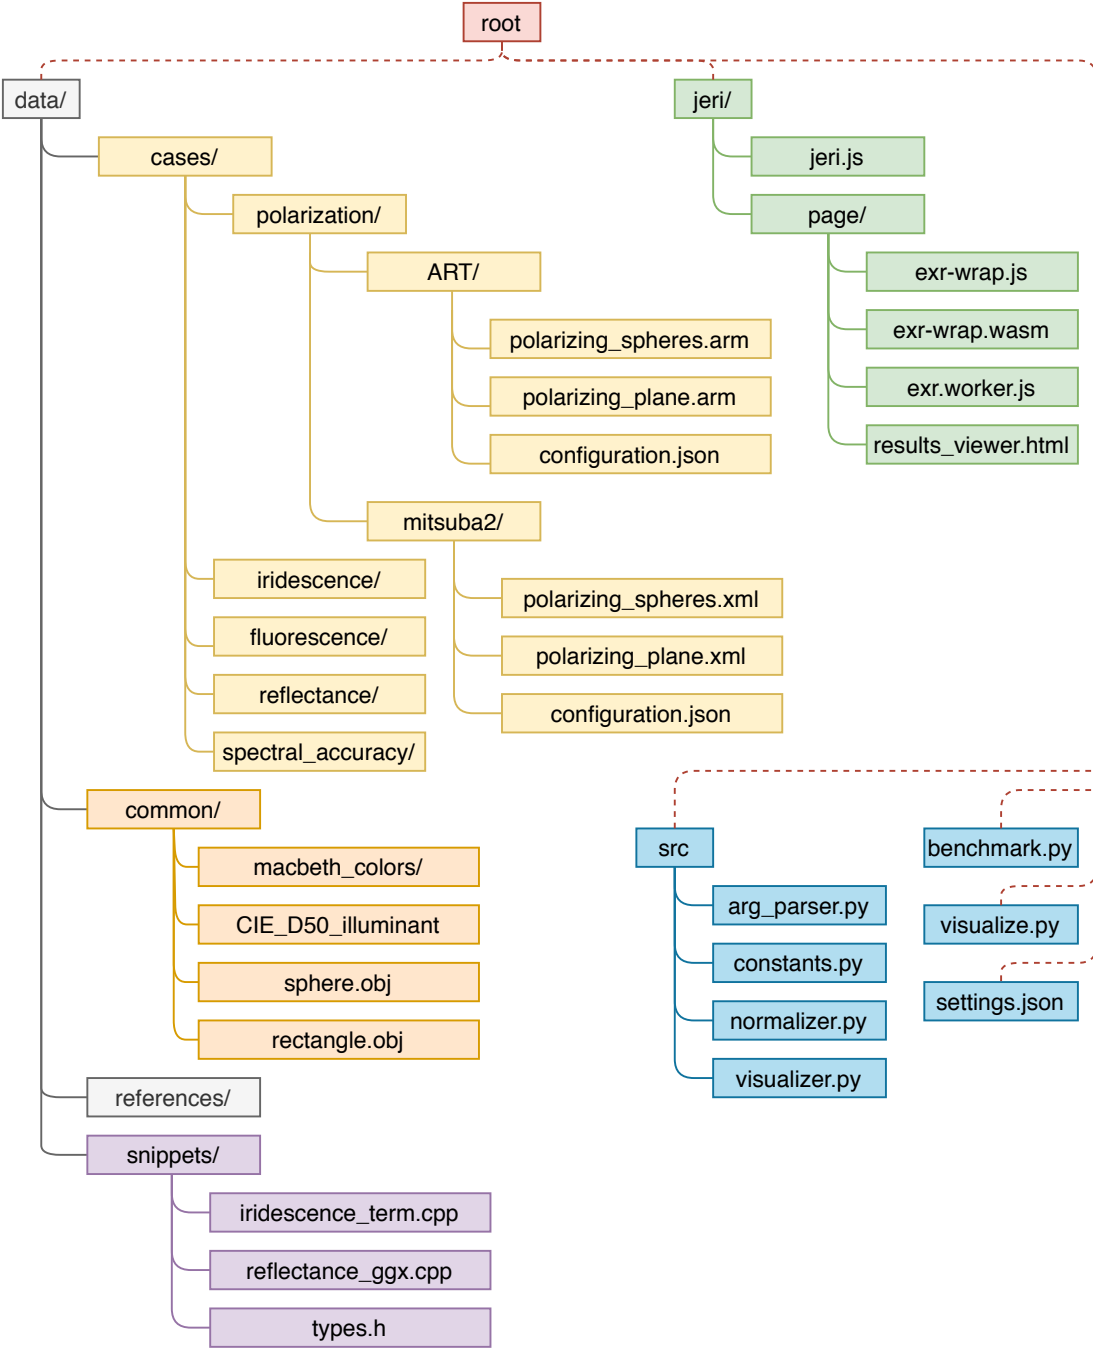 root
data/
cases/
polarization/
ART/
polarizing_spheres.arm
polarizing_plane.arm
configuration.json
mitsuba2/
polarizing_spheres.xml
polarizing_plane.xml
configuration.json
iridescence/
fluorescence/
reflectance/
spectral_accuracy/
common/
macbeth_colors/
CIE_D50_illuminant
sphere.obj
rectangle.obj
references/
snippets/
iridescence_term.cpp
reflectance_ggx.cpp
types.h
jeri/
jeri.js
page/
exr-wrap.js
exr-wrap.wasm
exr.worker.js
results_viewer.html
src
arg_parser.py
constants.py
normalizer.py
visualizer.py
benchmark.py
visualize.py
settings.json